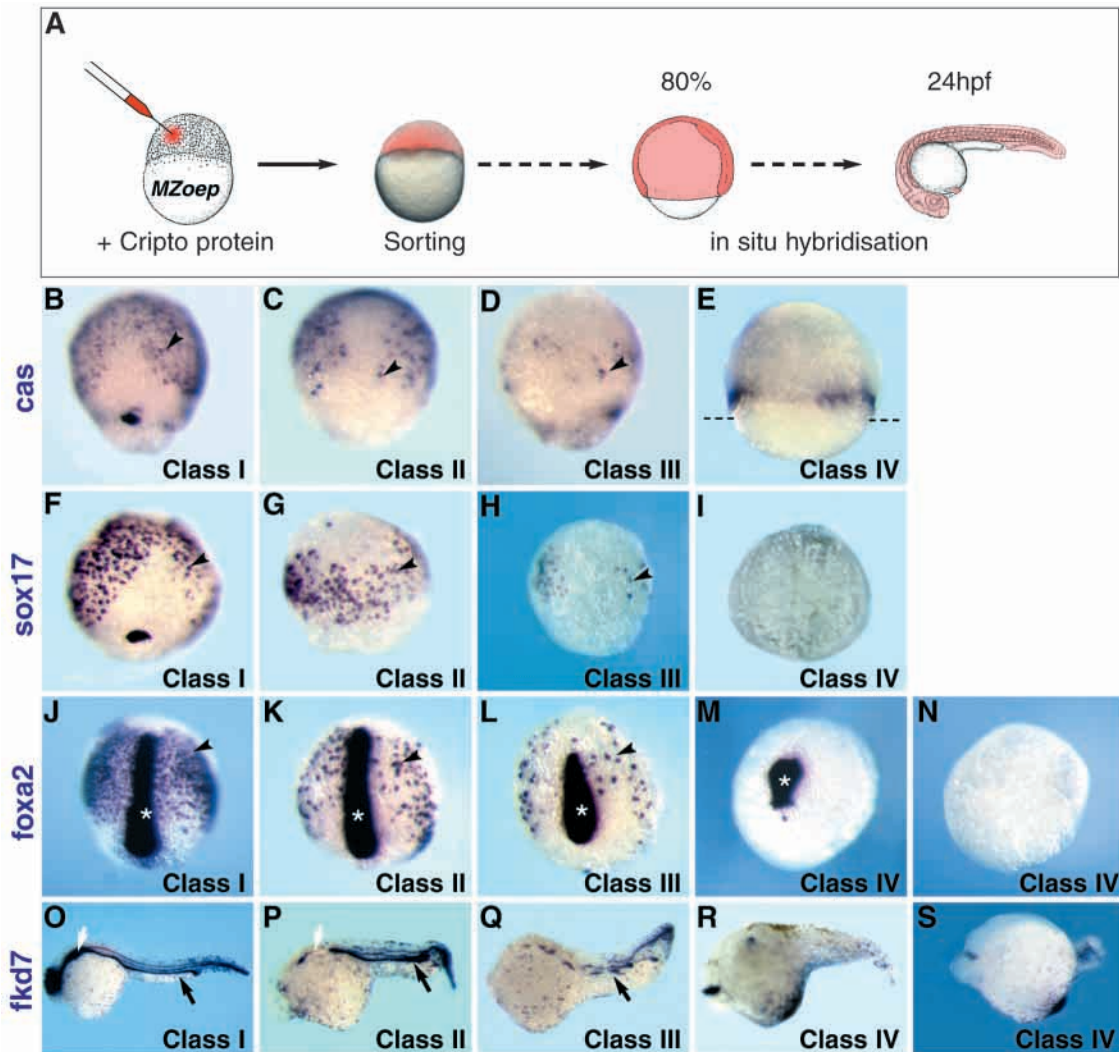 A
80%
24hpf
MZoep
+ Cripto protein
Sorting
in situ hybridisation
cas
B
Class I
C
Class II
D
Class III
E
Class IV
sox17
F
Class I
G
Class II
H
Class III
I
Class IV
foxa2
J
*
Class I
K
*
Class II
L
*
Class III
M
*
Class IV
N
fkd7
O
Class I
P
Class II
Q
Class III
R
Class IV
S
Class IV